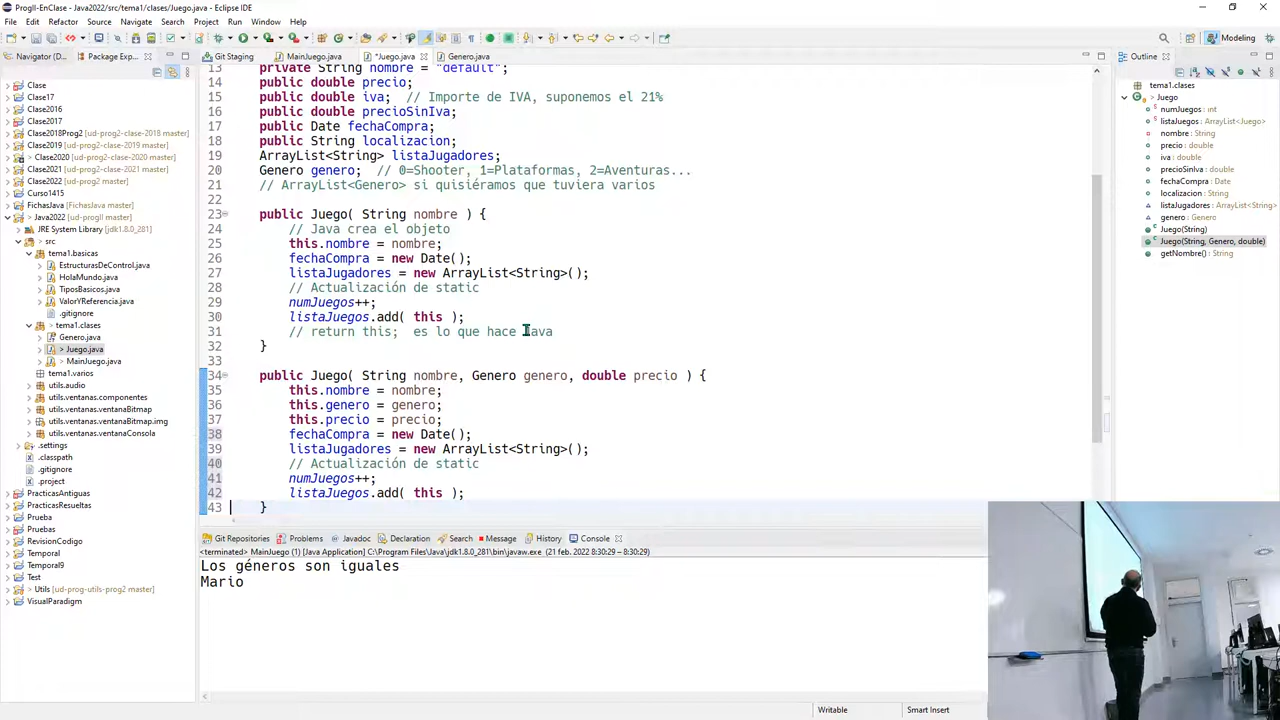 ProgII-EnClase - Java2022/src/tema1/clases/Juego.java - Eclipse IDE
File Edit Refactor Source Navigate Search Project Run Window Help
Modeling
Navigator (D
Package Exp...
Git Staging
MainJuego.java
*Juego.java
Genero.java
Outline
Clase
Clase17
Clase2016
Clase2017
Clase2018Prog2 [ud-prog2-clase-2018 master]
Clase2019 [ud-prog2-clase-2019 master]
> Clase2020 [ud-prog2-clase-2020 master]
Clase2021 [ud-prog2-clase-2021 master]
Clase2022 [ud-prog2 master]
Curso1415
FichasJava [FichasJava master]
> Java2022 [ud-progII master]
JRE System Library [jdk1.8.0_281]
> src
tema1.basicas
EstructurasDeControl.java
HolaMundo.java
TiposBasicos.java
ValorYReferencia.java
.gitignore
> tema1.clases
Genero.java
> Juego.java
> MainJuego.java
tema1.varios
utils.audio
utils.ventanas.componentes
utils.ventanas.ventanaBitmap
utils.ventanas.ventanaBitmap.img
utils.ventanas.ventanaConsola
.settings
.classpath
.gitignore
.project
PracticasAntiguas
PracticasResueltas
Prueba
Pruebas
RevisionCodigo
Temporal
Temporal9
Test
> Utils [ud-prog-utils-prog2 master]
VisualParadigm
13 private String nombre = "default";
14 public double precio;
15 public double iva;  // Importe de IVA, suponemos el 21%
16 public double precioSinIva;
17 public Date fechaCompra;
18 public String localizacion;
19 ArrayList<String> listaJugadores;
20 Genero genero;  // 0=Shooter, 1=Plataformas, 2=Aventuras...
21 // ArrayList<Genero> si quisiéramos que tuviera varios
22
23 public Juego( String nombre ) {
24 // Java crea el objeto
25 this.nombre = nombre;
26 fechaCompra = new Date();
27 listaJugadores = new ArrayList<String>();
28 // Actualización de static
29 numJuegos++;
30 listaJuegos.add( this );
31 // return this;  es lo que hace Java
32 }
33
34 public Juego( String nombre, Genero genero, double precio ) {
35 this.nombre = nombre;
36 this.genero = genero;
37 this.precio = precio;
38 fechaCompra = new Date();
39 listaJugadores = new ArrayList<String>();
40 // Actualización de static
41 numJuegos++;
42 listaJuegos.add( this );
43 }
tema1.clases
Juego
numJuegos : int
listaJuegos : ArrayList<Juego>
nombre : String
precio : double
iva : double
precioSinIva : double
fechaCompra : Date
localizacion : String
listaJugadores : ArrayList<String>
genero : Genero
Juego(String)
Juego(String, Genero, double)
getNombre() : String
Git Repositories
Problems
Javadoc
Declaration
Search
Message
History
Console
<terminated> MainJuego (1) [Java Application] C:\Program Files\Java\jdk1.8.0_281\bin\javaw.exe (21 feb. 2022 8:30:29 – 8:30:29)
Los géneros son iguales
Mario
Writable
Smart Insert